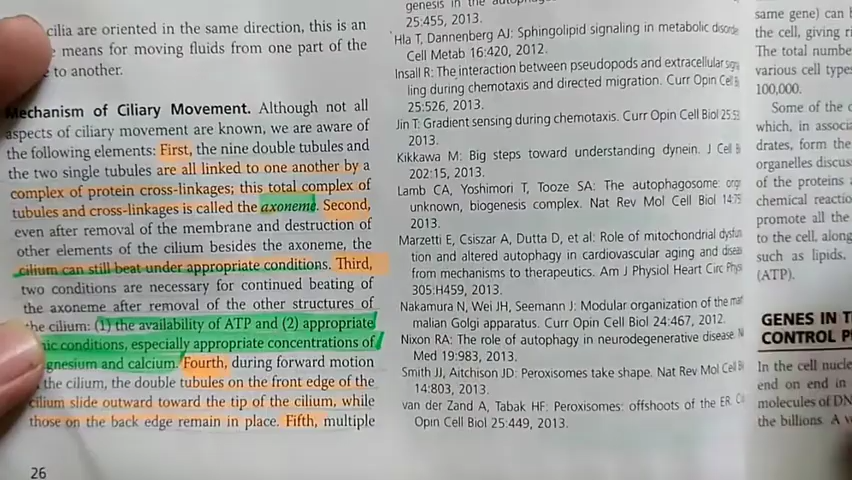 cilia are oriented in the same direction, this is an
means for moving fluids from one part of the
to another.
Mechanism of Ciliary Movement. Although not all
aspects of ciliary movement are known, we are aware of
the following elements: First, the nine double tubules and
the two single tubules are all linked to one another by a
complex of protein cross-linkages; this total complex of
tubules and cross-linkages is called the axoneme. Second,
even after removal of the membrane and destruction of
other elements of the cilium besides the axoneme, the
cilium can still beat under appropriate conditions. Third,
two conditions are necessary for continued beating of
the axoneme after removal of the other structures of
the cilium: (1) the availability of ATP and (2) appropriate
conditions, especially appropriate concentrations of
and calcium. Fourth, during forward motion
the cilium, the double tubules on the front edge of the
cilium slide outward toward the tip of the cilium, while
those on the back edge remain in place. Fifth, multiple
26
genesis in the
25:455, 2013.
Hla T, Dannenberg AJ: Sphingolipid signaling in metabolic
Cell Metab 16:420, 2012.
Insall R: The interaction between pseudopods and extracellular
ling during chemotaxis and directed migration. Curr Opin Cell
25:526, 2013.
Jin T: Gradient sensing during chemotaxis. Curr Opin Cell Biol
2013.
Kikkawa M: Big steps toward understanding dynein. J Cell
202:15, 2013.
Lamb CA, Yoshimori T, Tooze SA: The autophagosome:
unknown, biogenesis complex. Nat Rev Mol Cell Biol
2013.
Marzetti E, Csiszar A, Dutta D, et al: Role of mitochondrial
tion and altered autophagy in cardiovascular aging and
from mechanisms to therapeutics. Am J Physiol Heart Circ
305:H459, 2013.
Nakamura N, Wei JH, Seemann J: Modular organization of the
malian Golgi apparatus. Curr Opin Cell Biol 24:467, 2012.
Nixon RA: The role of autophagy in neurodegenerative disease.
Med 19:983, 2013.
Smith JJ, Aitchison JD: Peroxisomes take shape. Nat Rev Mol Cell
14:803, 2013.
van der Zand A, Tabak HF: Peroxisomes: offshoots of the ER.
Opin Cell Biol 25:449, 2013.
same gene) can
the cell, giving
The total
various cell
100,000.
Some of the
which, in
drates, form the
organelles
of the proteins
chemical
promote all the
to the cell,
such as lipids,
(ATP).
GENES IN
CONTROL
In the cell
end on end in
molecules of
the billions. A